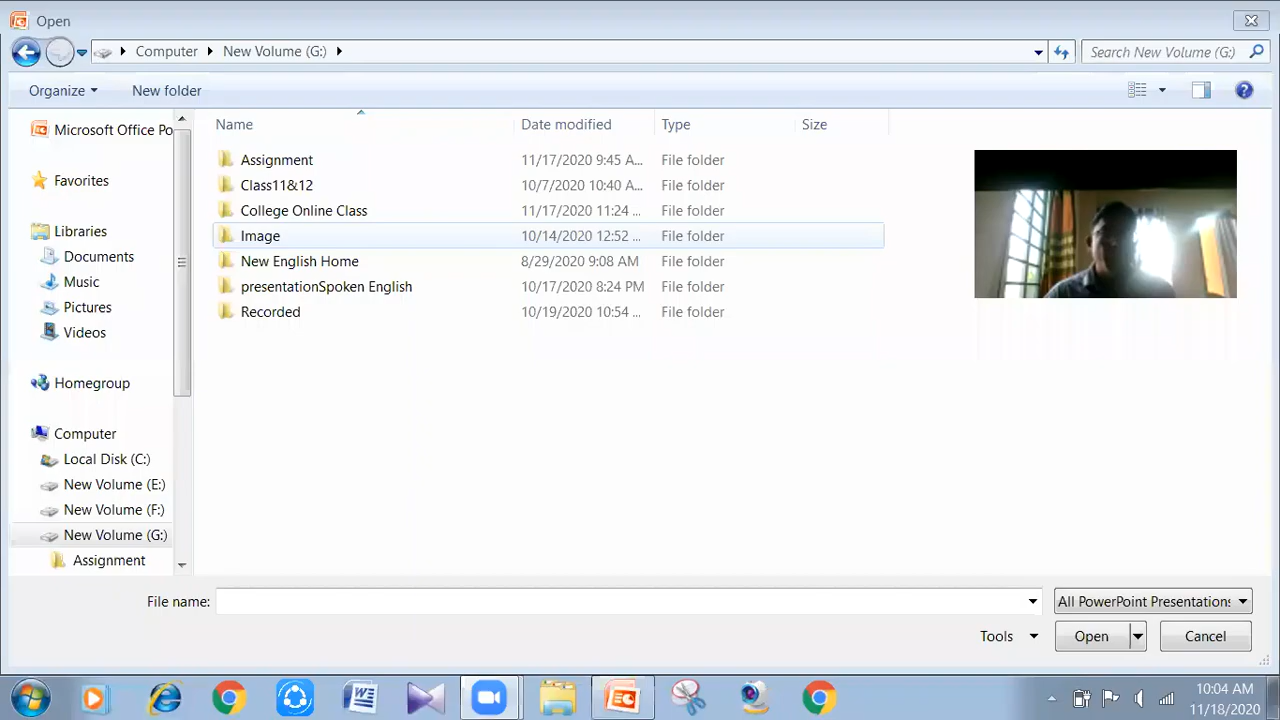 Open
Computer New Volume (G:) Search New Volume (G:)
Organize New folder
Name Date modified Type Size
Microsoft Office Po
Favorites
Libraries
Documents
Music
Pictures
Videos
Homegroup
Computer
Local Disk (C:)
New Volume (E:)
New Volume (F:)
New Volume (G:)
Assignment
Assignment 11/17/2020 9:45 A... File folder
Class11&12 10/7/2020 10:40 A... File folder
College Online Class 11/17/2020 11:24 ... File folder
Image 10/14/2020 12:52 ... File folder
New English Home 8/29/2020 9:08 AM File folder
presentationSpoken English 10/17/2020 8:24 PM File folder
Recorded 10/19/2020 10:54 ... File folder
File name: All PowerPoint Presentations
Tools Open Cancel
10:04 AM
11/18/2020